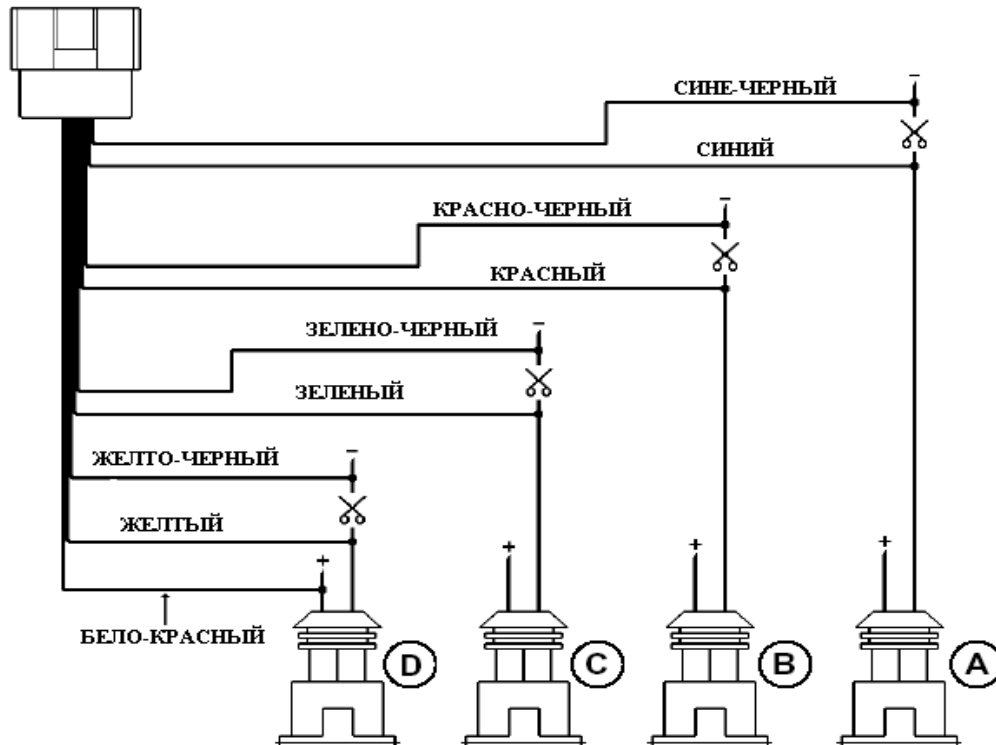 −
СИНЕ-ЧЕРНЫЙ
СИНИЙ
−
КРАСНО-ЧЕРНЫЙ
КРАСНЫЙ
−
ЗЕЛЕНО-ЧЕРНЫЙ
ЗЕЛЕНЫЙ
−
ЖЕЛТО-ЧЕРНЫЙ
ЖЕЛТЫЙ
+ + + +
БЕЛО-КРАСНЫЙ
D C B A